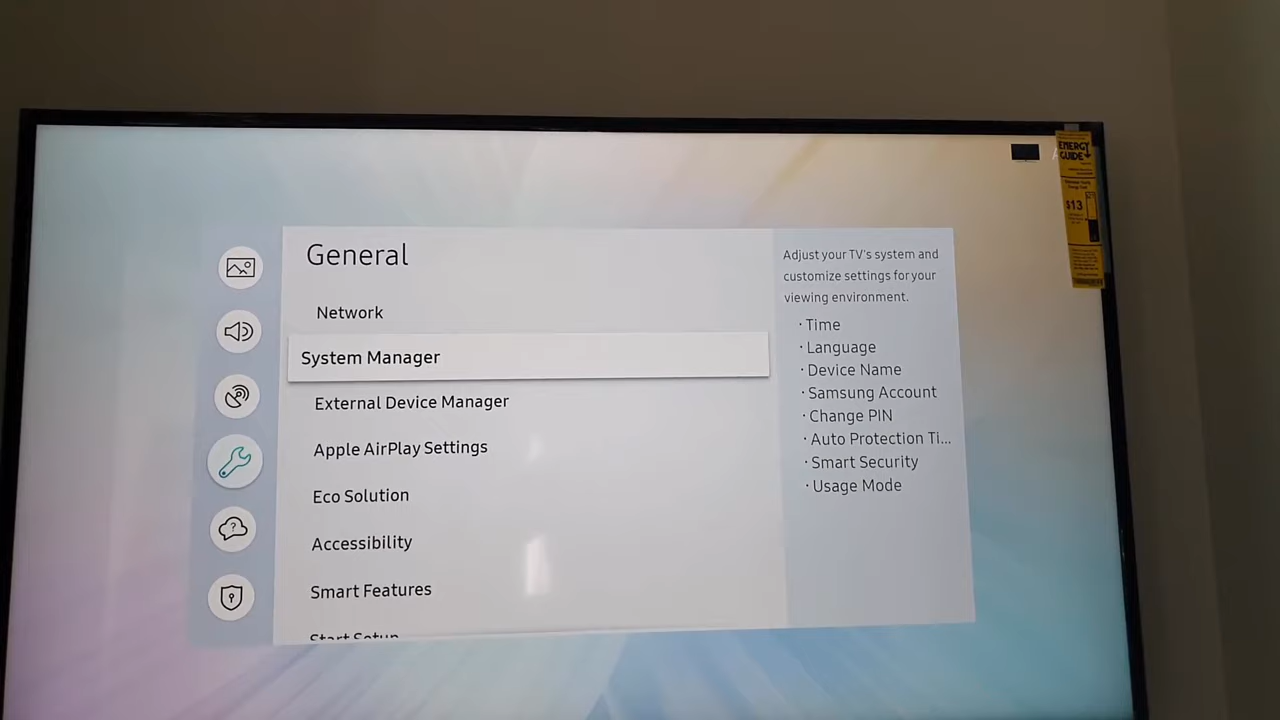 General
Network
System Manager
External Device Manager
Apple AirPlay Settings
Eco Solution
Accessibility
Smart Features
Start Setup
Adjust your TV's system and
customize settings for your
viewing environment.
· Time
· Language
· Device Name
· Samsung Account
· Change PIN
· Auto Protection Ti...
· Smart Security
· Usage Mode
ENERGY
GUIDE
$13